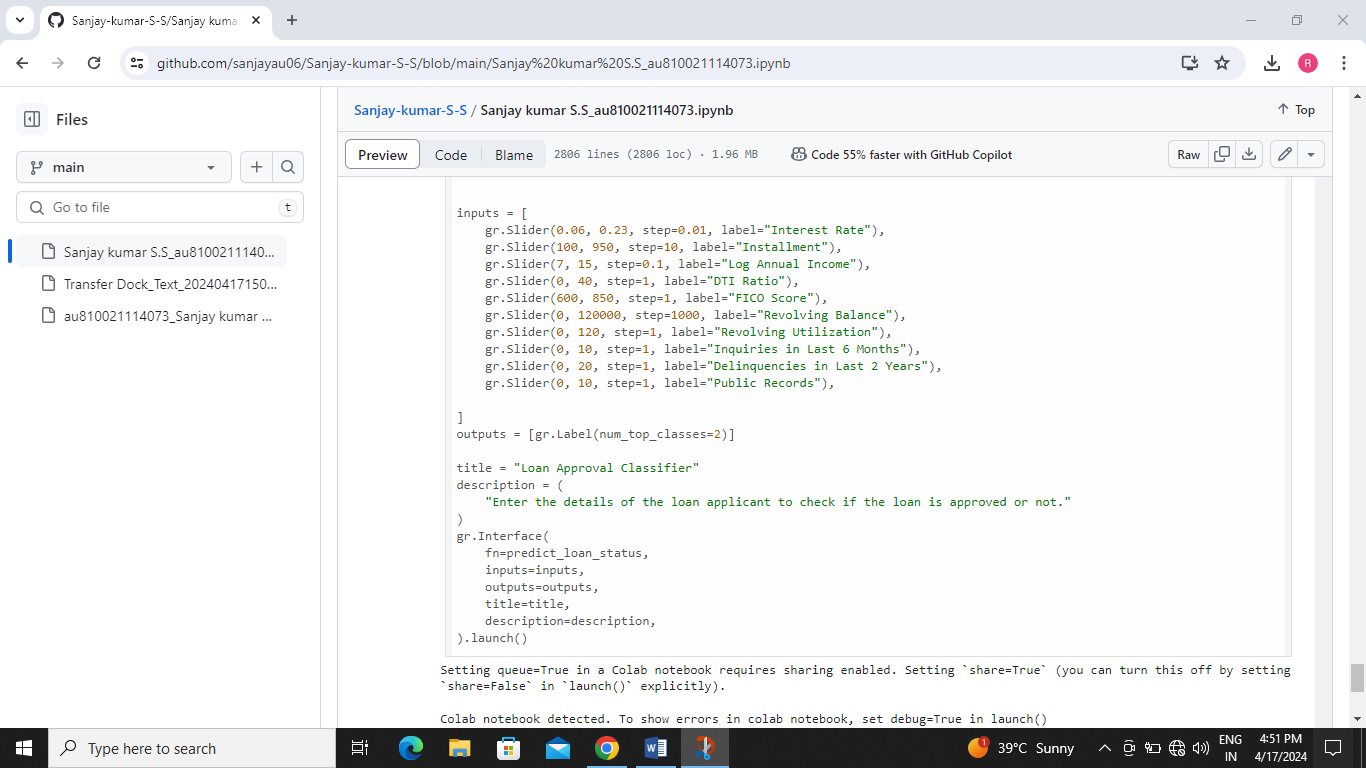 Sanjay-kumar-S-S/Sanjay kuma
github.com/sanjayau06/Sanjay-kumar-S-S/blob/main/Sanjay%20kumar%20S.S_au810021114073.ipynb
R
Files
main
Go to file
t
Sanjay kumar S.S_au8100211140...
Transfer Dock_Text_20240417150...
au810021114073_Sanjay kumar ...
Sanjay-kumar-S-S / Sanjay kumar S.S_au810021114073.ipynb
Top
Preview Code Blame 2806 lines (2806 loc) · 1.96 MB Code 55% faster with GitHub Copilot Raw
inputs = [
    gr.Slider(0.06, 0.23, step=0.01, label="Interest Rate"),
    gr.Slider(100, 950, step=10, label="Installment"),
    gr.Slider(7, 15, step=0.1, label="Log Annual Income"),
    gr.Slider(0, 40, step=1, label="DTI Ratio"),
    gr.Slider(600, 850, step=1, label="FICO Score"),
    gr.Slider(0, 120000, step=1000, label="Revolving Balance"),
    gr.Slider(0, 120, step=1, label="Revolving Utilization"),
    gr.Slider(0, 10, step=1, label="Inquiries in Last 6 Months"),
    gr.Slider(0, 20, step=1, label="Delinquencies in Last 2 Years"),
    gr.Slider(0, 10, step=1, label="Public Records"),
]
outputs = [gr.Label(num_top_classes=2)]
title = "Loan Approval Classifier"
description = (
    "Enter the details of the loan applicant to check if the loan is approved or not."
)
gr.Interface(
    fn=predict_loan_status,
    inputs=inputs,
    outputs=outputs,
    title=title,
    description=description,
).launch()
Setting queue=True in a Colab notebook requires sharing enabled. Setting `share=True` (you can turn this off by setting
`share=False` in `launch()` explicitly).
Colab notebook detected. To show errors in colab notebook, set debug=True in launch()
Type here to search
1
39°C Sunny
ENG
IN
4:51 PM
4/17/2024